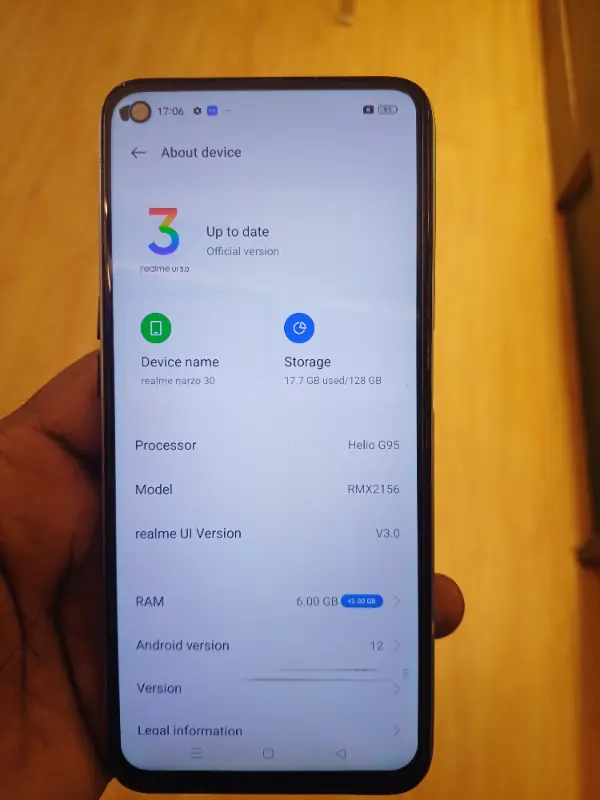 17:06
91
About device
3
realme UI 3.0
Up to date
Official version
Device name
realme narzo 30
Storage
17.7 GB used/128 GB
Processor
Helio G95
Model
RMX2156
realme UI Version
V3.0
RAM
6.00 GB +2.00 GB
Android version
12
Version
Legal information